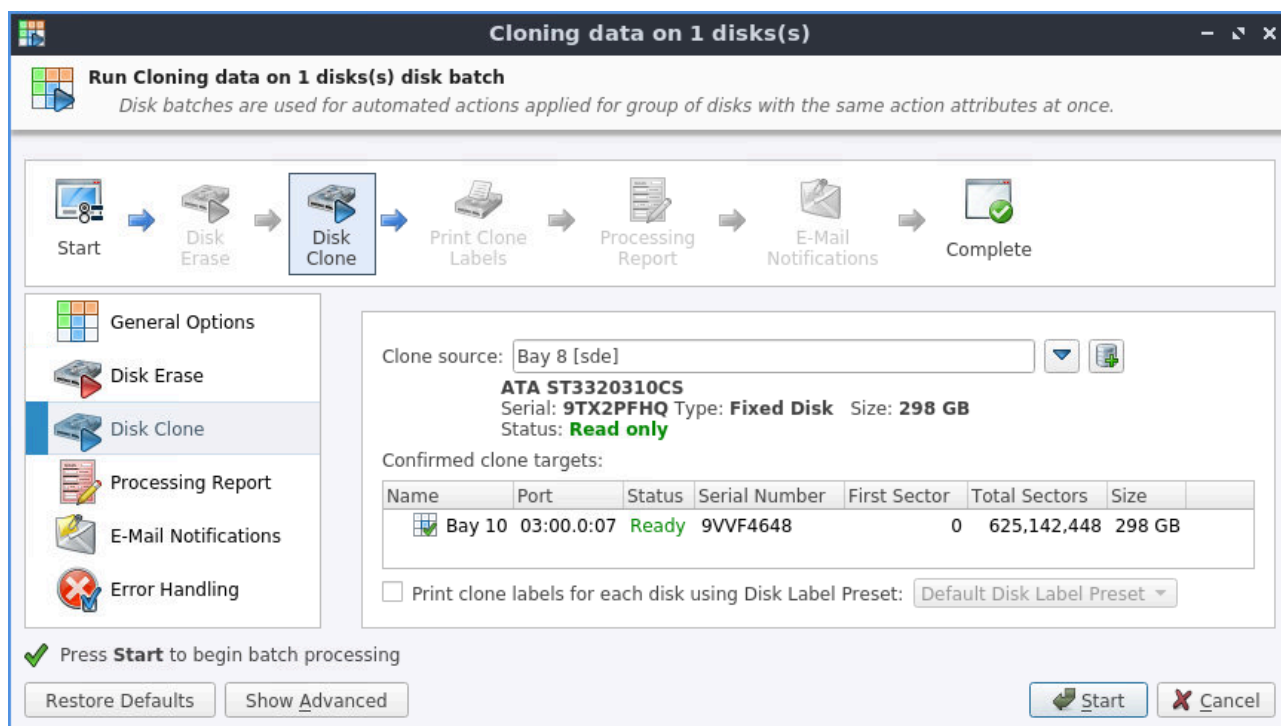 Cloning data on 1 disks(s)
Run Cloning data on 1 disks(s) disk batch
Disk batches are used for automated actions applied for group of disks with the same action attributes at once.
Start
Disk
Erase
Disk
Clone
Print Clone
Labels
Processing
Report
E-Mail
Notifications
Complete
General Options
Disk Erase
Disk Clone
Processing Report
E-Mail Notifications
Error Handling
Clone source: Bay 8 [sde]
ATA ST3320310CS
Serial: 9TX2PFHQ Type: Fixed Disk Size: 298 GB
Status: Read only
Confirmed clone targets:
Name Port Status Serial Number First Sector Total Sectors Size
Bay 10 03:00.0:07 Ready 9VVF4648 0 625,142,448 298 GB
Print clone labels for each disk using Disk Label Preset: Default Disk Label Preset
Press Start to begin batch processing
Restore Defaults Show Advanced Start Cancel